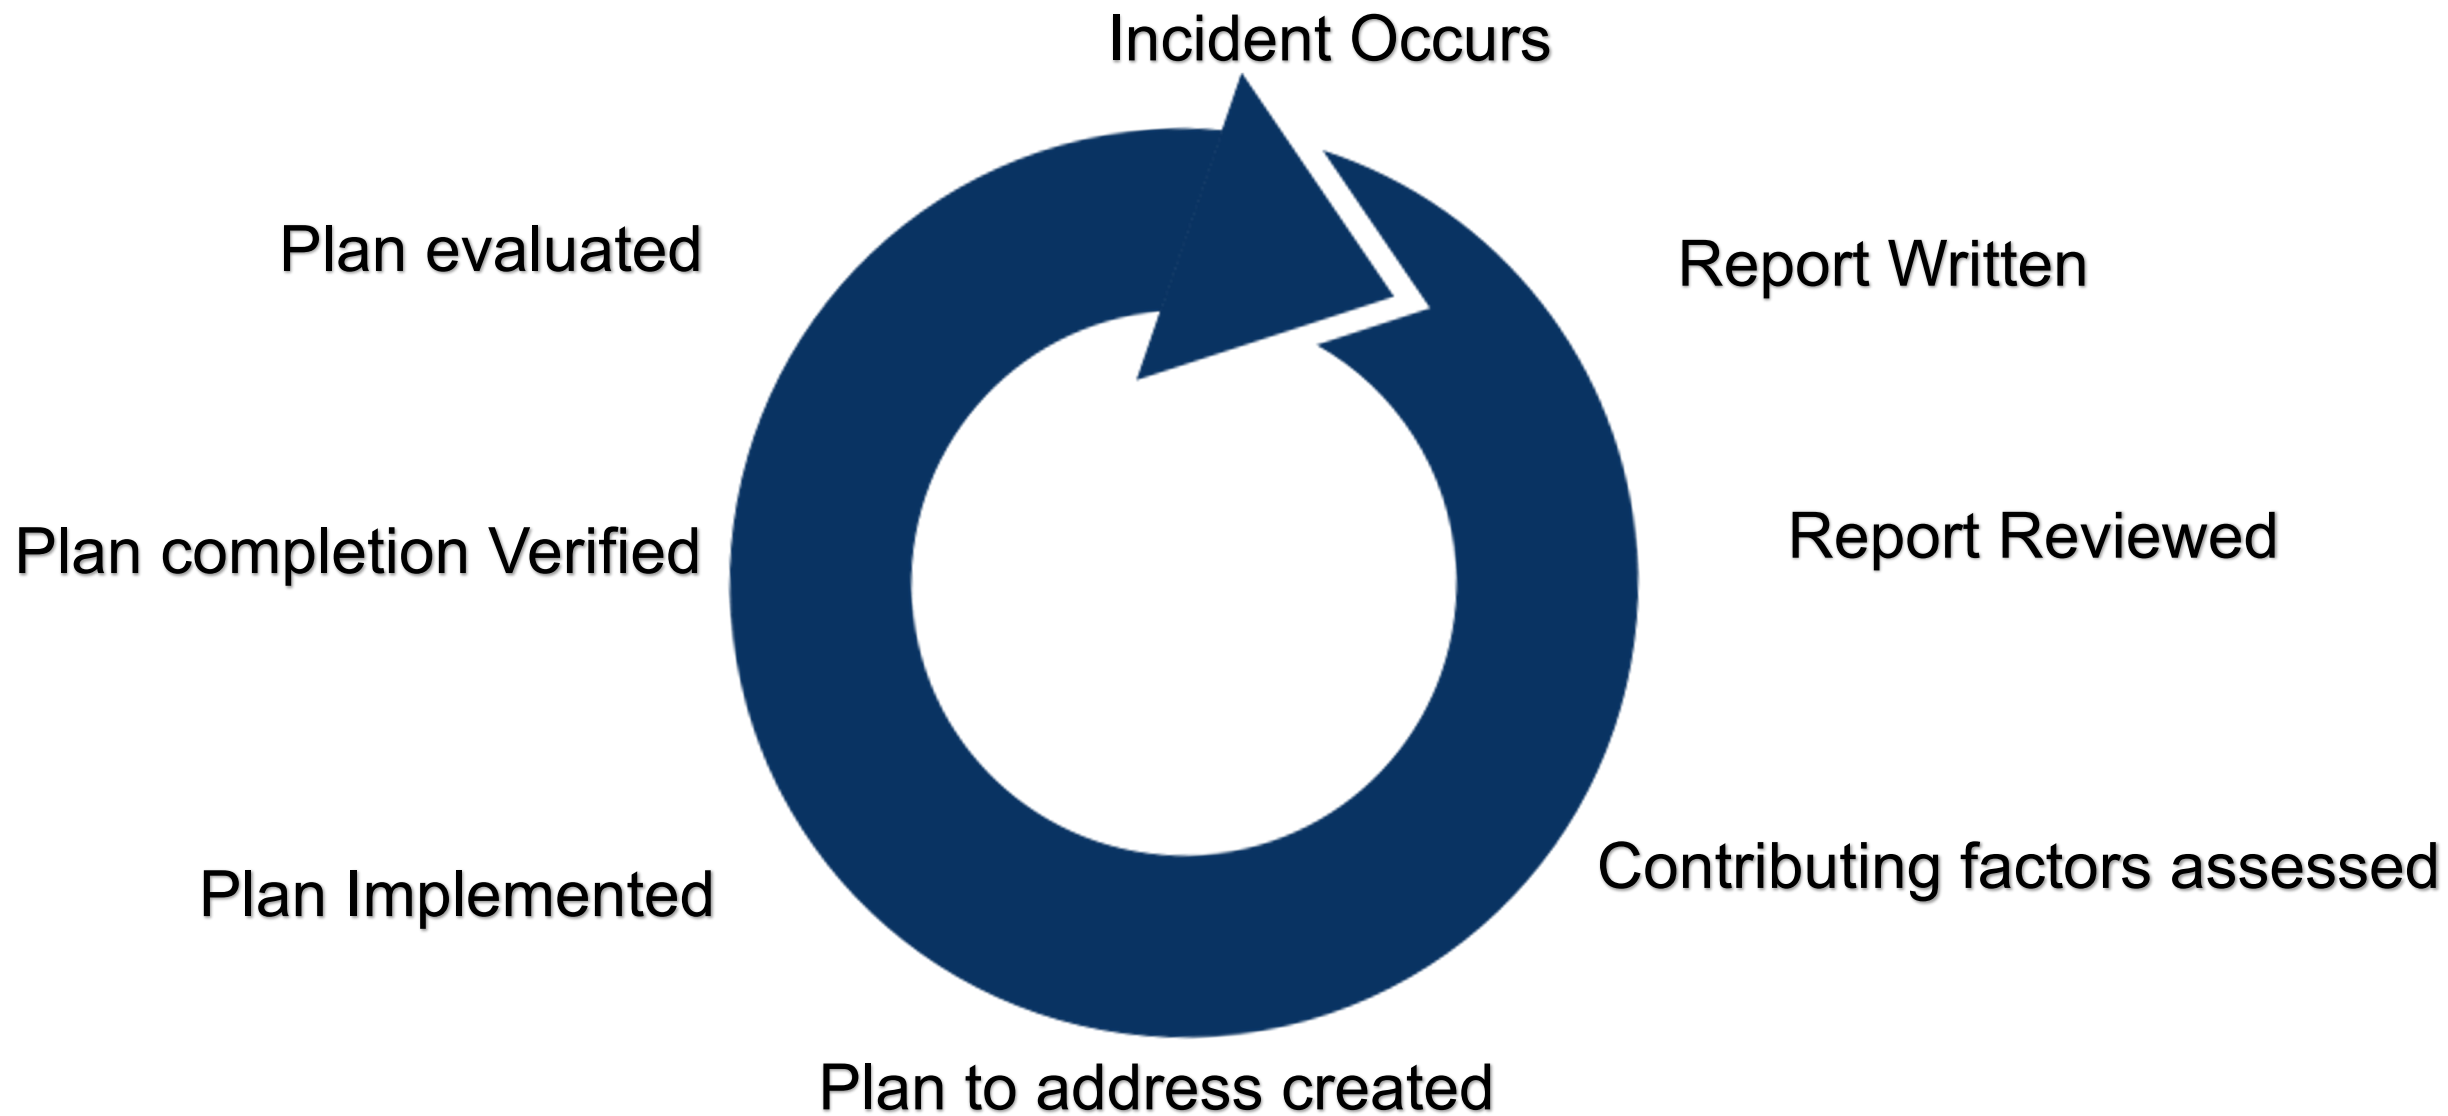 Incident Occurs
Report Written
Report Reviewed
Contributing factors assessed
Plan to address created
Plan Implemented
Plan completion Verified
Plan evaluated